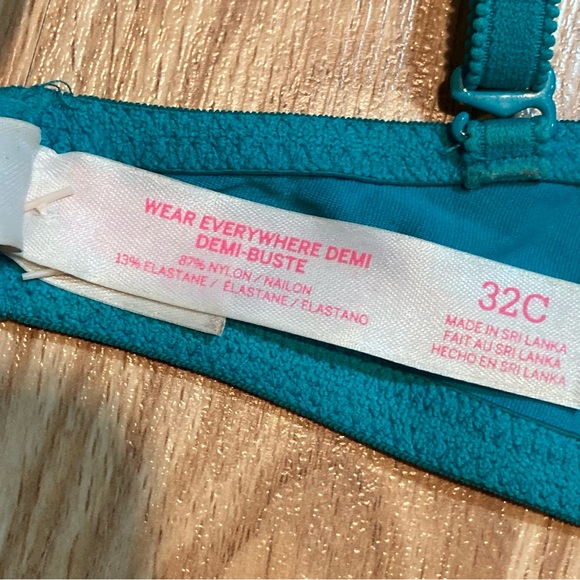 WEAR EVERYWHERE DEMI
DEMI-BUSTE
87% NYLON / NAILON
13% ELASTANE / ÉLASTANE / ELASTANO
32C
MADE IN SRI LANKA
FAIT AU SRI LANKA
HECHO EN SRI LANKA